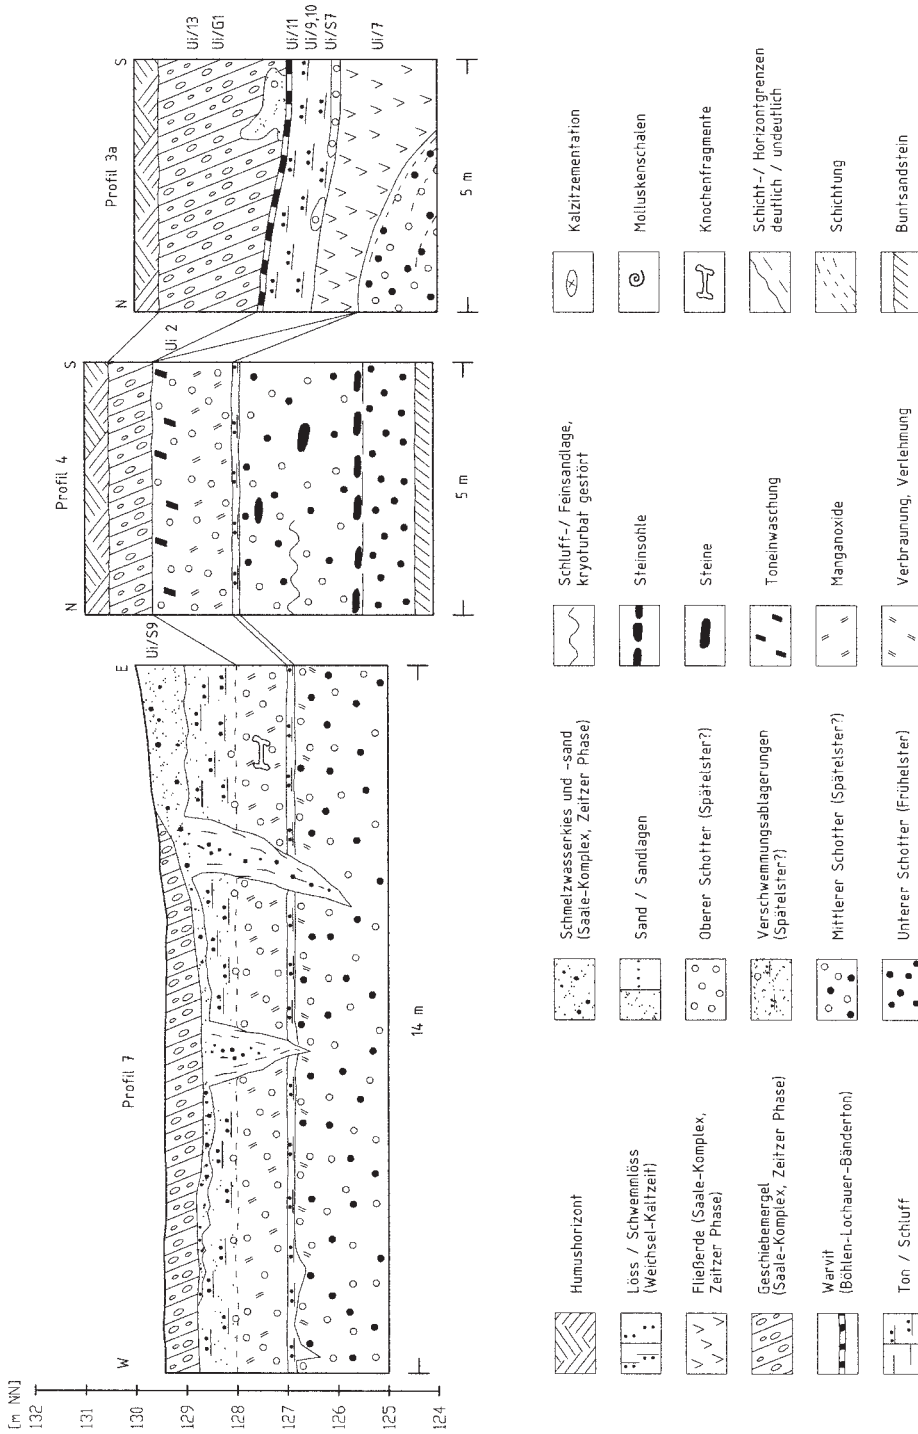 [m NN]
132
131
130
129
128
127
126
125
124
W
Profil 7
E
Ui/S9
14 m
N
Profil 4
S
Ui 2
5 m
N
Profil 3a
S
Ui/13
Ui/G1
Ui/11
Ui/9,10
Ui/S7
Ui/7
5 m
Humushorizont
Löss / Schwemmlöss
(Weichsel-Kaltzeit)
Fließerde (Saale-Komplex,
Zeitzer Phase)
Geschiebemergel
(Saale-Komplex, Zeitzer Phase)
Warvit
(Böhlen-Lochauer-Bänderton)
Ton / Schluff
Schmelzwasserkies und -sand
(Saale-Komplex, Zeitzer Phase)
Sand / Sandlagen
Oberer Schotter (Spätelster?)
Verschwemmungsablagerungen
(Spätelster?)
Mittlerer Schotter (Spätelster?)
Unterer Schotter (Frühelster)
Schluff-/ Feinsandlage,
kryoturbat gestört
Steinsohle
Steine
Toneinwaschung
Manganoxide
Verbraunung, Verlehmung
Kalzitzementation
Molluskenschalen
Knochenfragmente
Schicht-/ Horizontgrenzen
deutlich / undeutlich
Schichtung
Buntsandstein